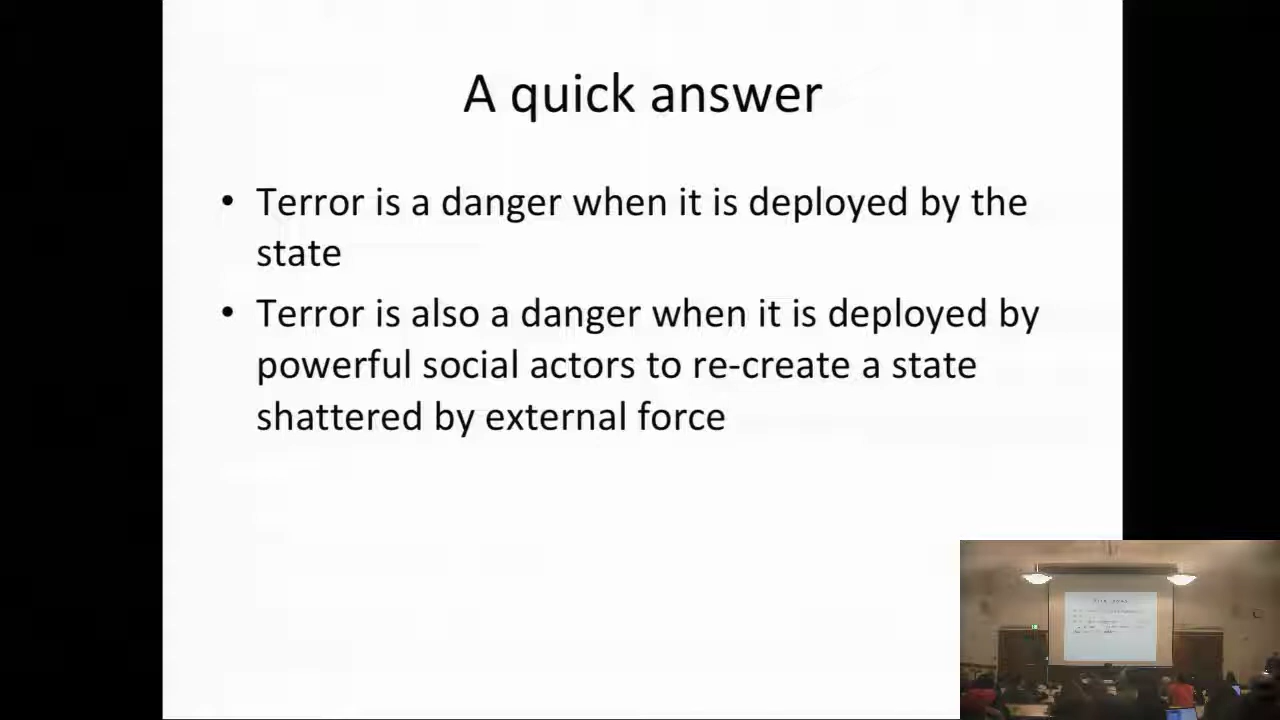 A quick answer
• Terror is a danger when it is deployed by the
state
• Terror is also a danger when it is deployed by
powerful social actors to re-create a state
shattered by external force